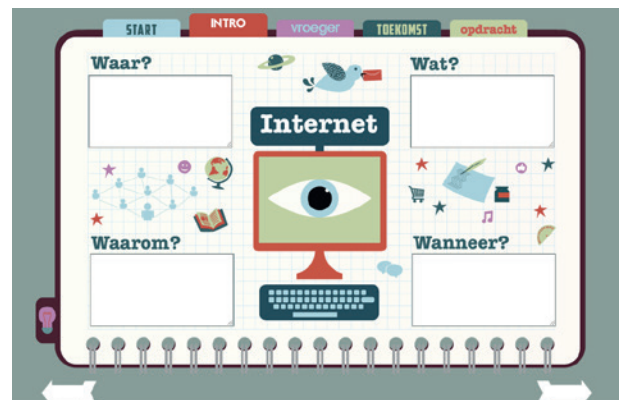 START
INTRO
vroeger
TOEKOMST
opdracht
Waar?
Wat?
Internet
Waarom?
Wanneer?